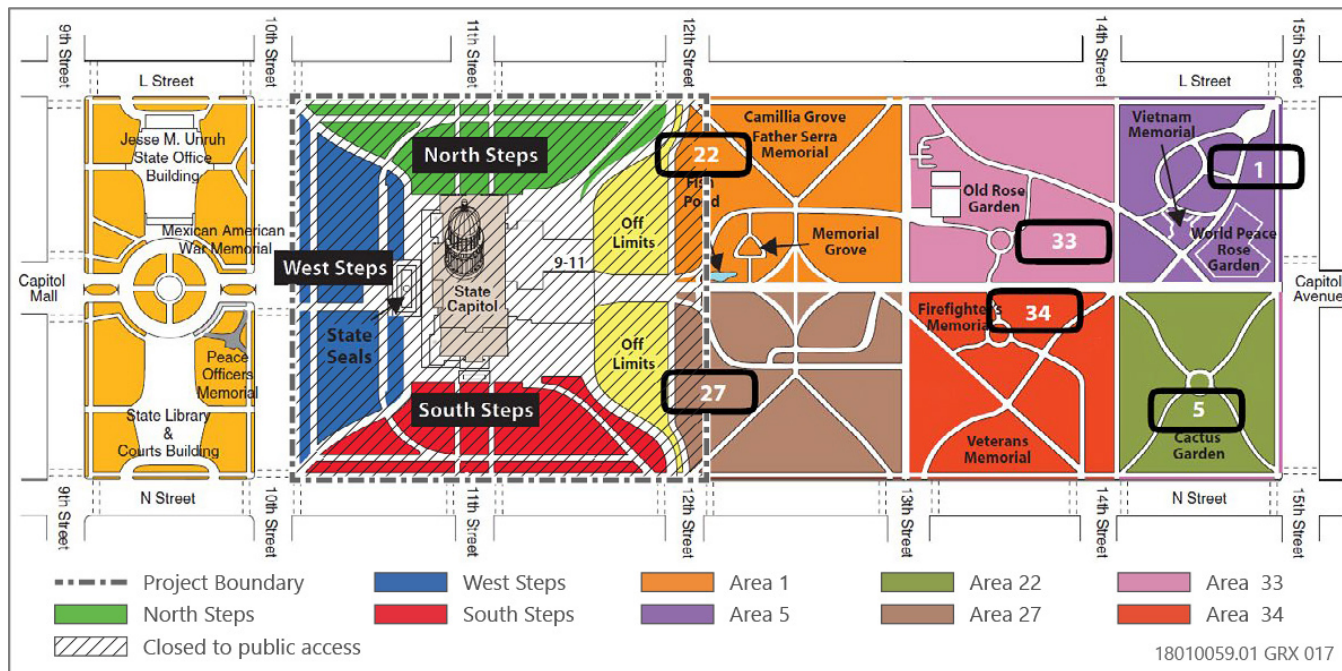 9th Street
10th Street
11th Street
12th Street
14th Street
15th Street
L Street
L Street
Jesse M. Unruh
State Office
Building
Mexican American
War Memorial
Capitol
Mall
Peace
Officers
Memorial
State Library
&
Courts Building
N Street
North Steps
West Steps
State
Seals
State
Capitol
9-11
Off
Limits
Off
Limits
South Steps
22
Camillia Grove
Father Serra
Memorial
Fish
Pond
Memorial
Grove
27
Old Rose
Garden
33
Firefighter's
Memorial
34
Veterans
Memorial
Vietnam
Memorial
1
World Peace
Rose
Garden
Capitol
Avenue
5
Cactus
Garden
N Street
9th Street
10th Street
11th Street
12th Street
13th Street
14th Street
15th Street
Project Boundary
West Steps
Area 1
Area 22
Area 33
North Steps
South Steps
Area 5
Area 27
Area 34
Closed to public access
18010059.01 GRX 017